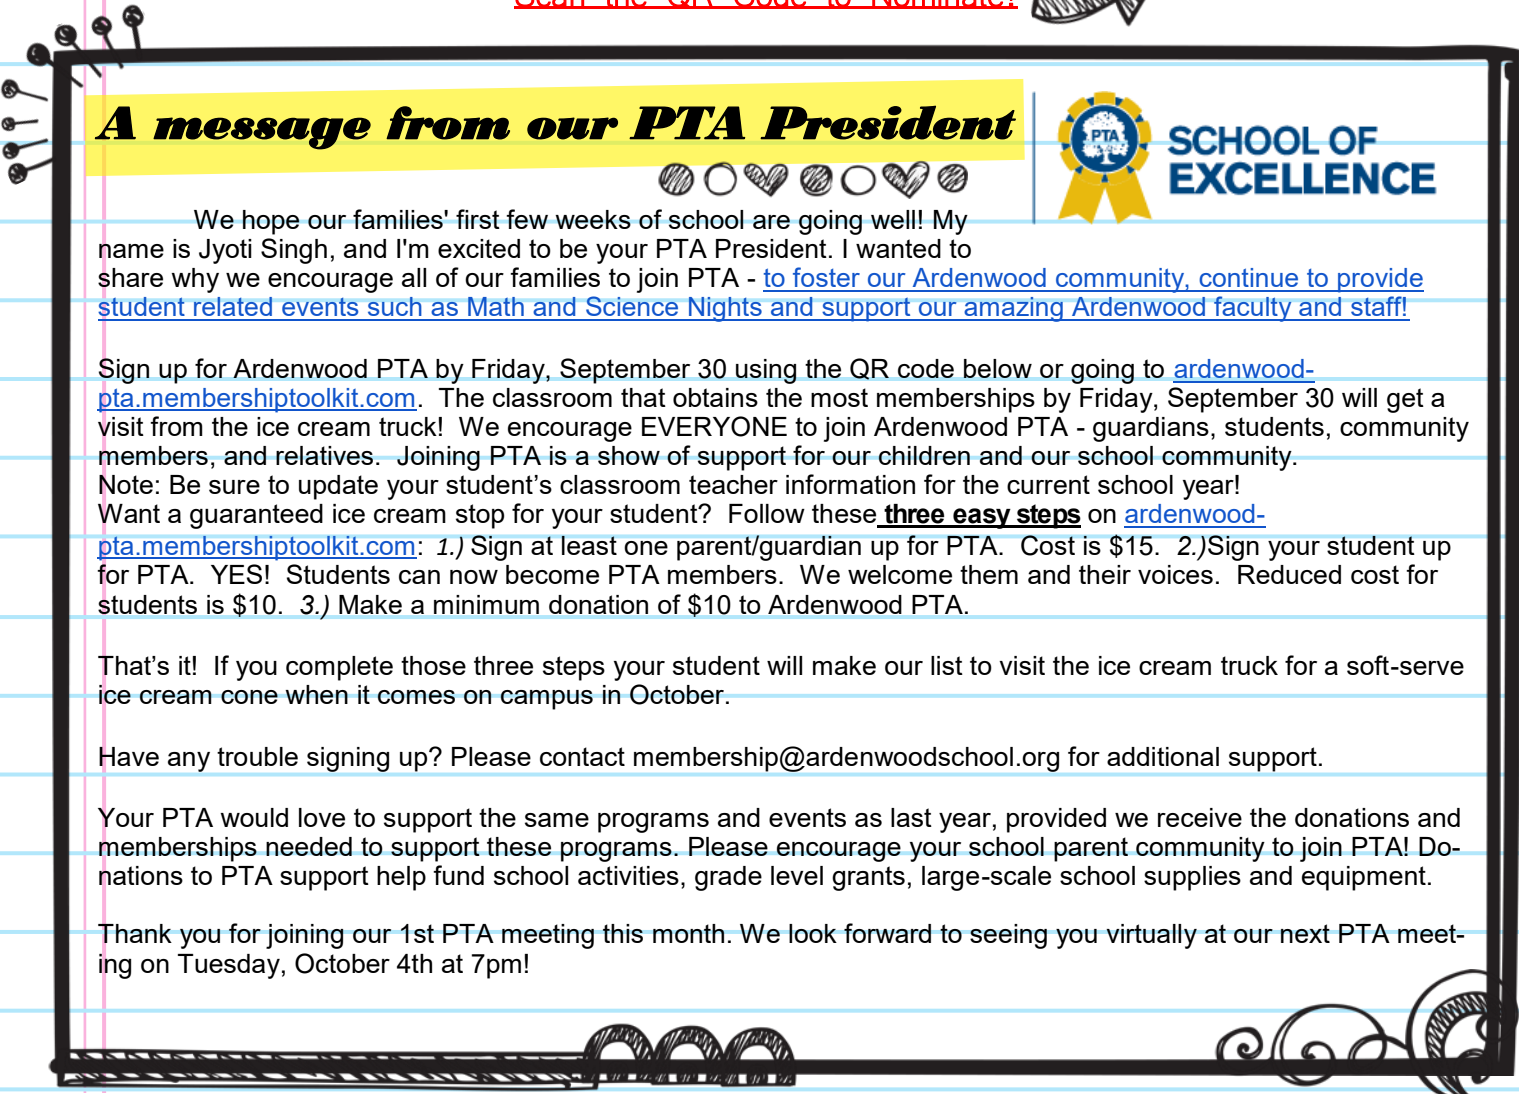 Scan the QR Code to Nominate!
A message from our PTA President
PTA
SCHOOL OF
EXCELLENCE
We hope our families' first few weeks of school are going well! My
name is Jyoti Singh, and I'm excited to be your PTA President. I wanted to
share why we encourage all of our families to join PTA - to foster our Ardenwood community, continue to provide
student related events such as Math and Science Nights and support our amazing Ardenwood faculty and staff!
Sign up for Ardenwood PTA by Friday, September 30 using the QR code below or going to ardenwood-
pta.membershiptoolkit.com.  The classroom that obtains the most memberships by Friday, September 30 will get a
visit from the ice cream truck!  We encourage EVERYONE to join Ardenwood PTA - guardians, students, community
members, and relatives.  Joining PTA is a show of support for our children and our school community.
Note: Be sure to update your student’s classroom teacher information for the current school year!
Want a guaranteed ice cream stop for your student?  Follow these three easy steps on ardenwood-
pta.membershiptoolkit.com:  1.) Sign at least one parent/guardian up for PTA.  Cost is $15.  2.)Sign your student up
for PTA.  YES!  Students can now become PTA members.  We welcome them and their voices.  Reduced cost for
students is $10.  3.) Make a minimum donation of $10 to Ardenwood PTA.
That’s it!  If you complete those three steps your student will make our list to visit the ice cream truck for a soft-serve
ice cream cone when it comes on campus in October.
Have any trouble signing up? Please contact membership@ardenwoodschool.org for additional support.
Your PTA would love to support the same programs and events as last year, provided we receive the donations and
memberships needed to support these programs. Please encourage your school parent community to join PTA! Do-
nations to PTA support help fund school activities, grade level grants, large-scale school supplies and equipment.
Thank you for joining our 1st PTA meeting this month. We look forward to seeing you virtually at our next PTA meet-
ing on Tuesday, October 4th at 7pm!